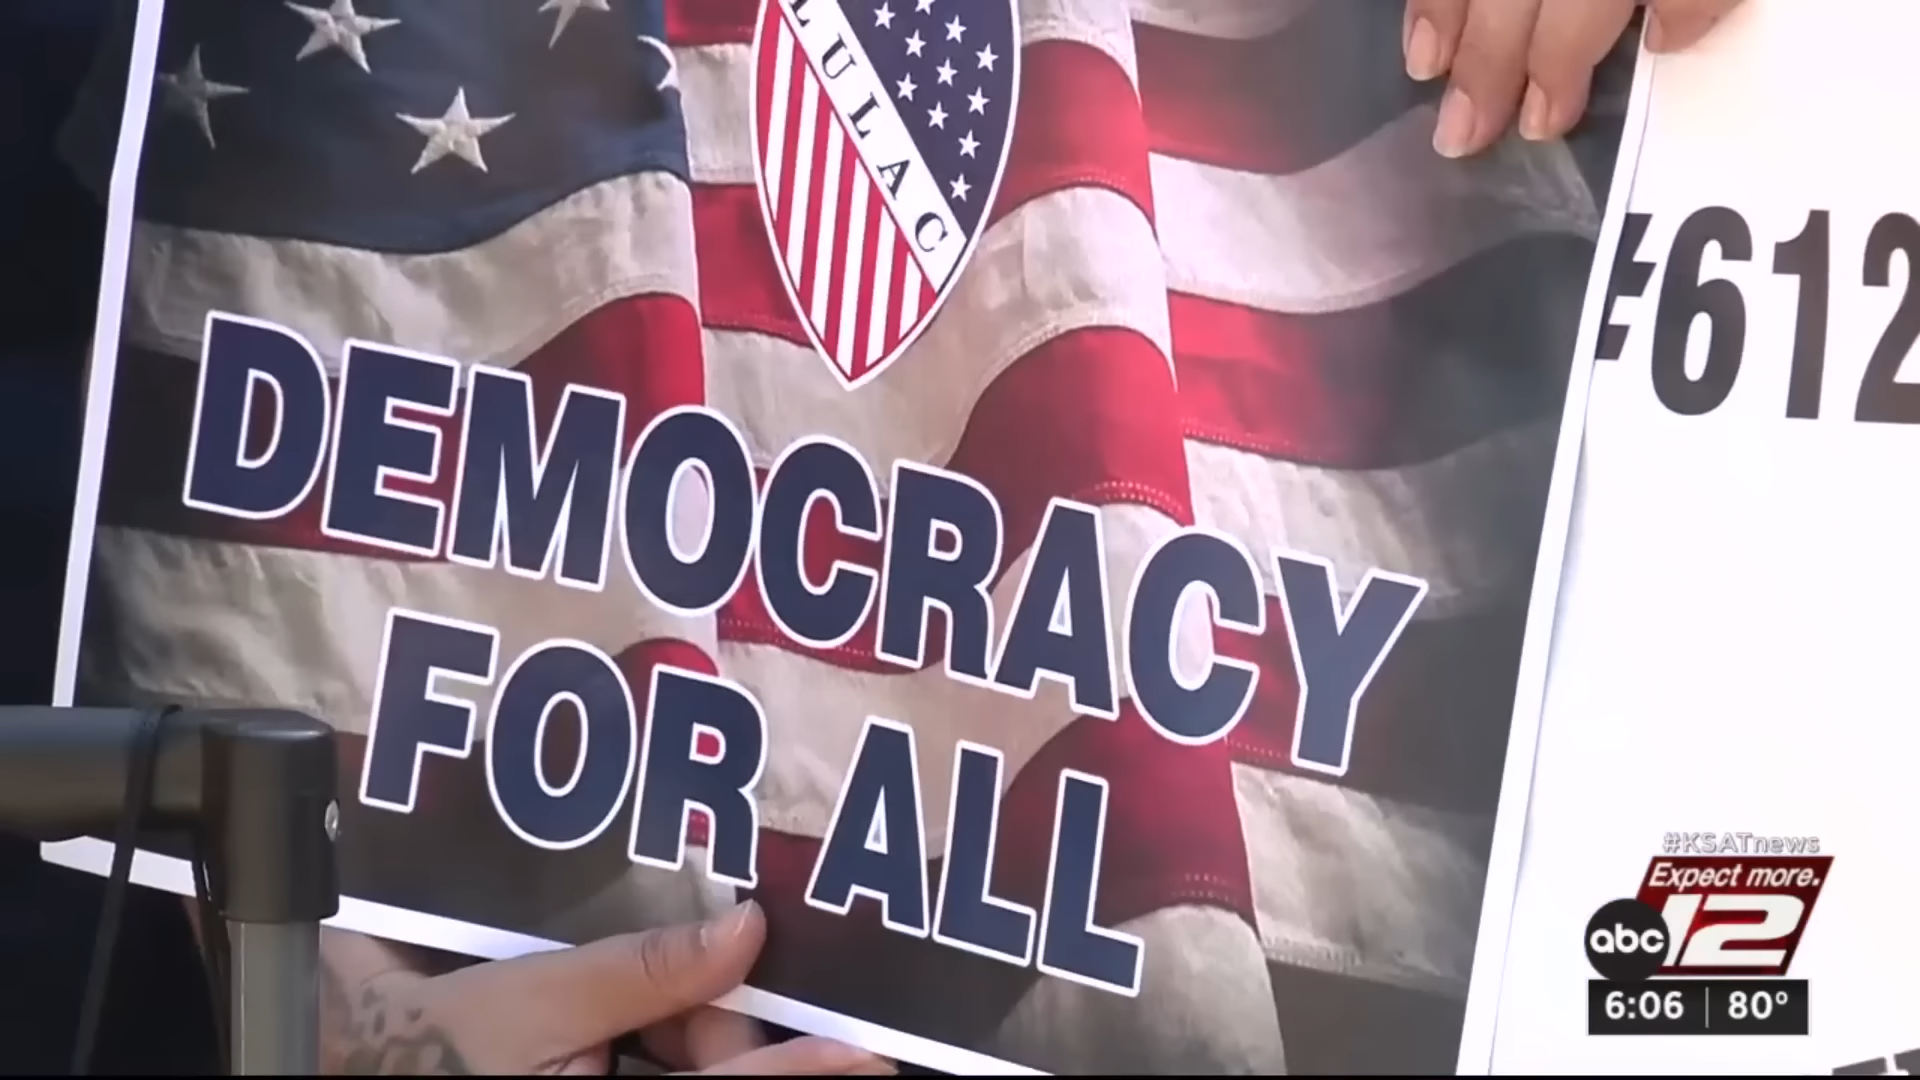 LULAC
DEMOCRACY
FOR ALL
#612
#KSATnews
Expect more.
abc 12
6:06 | 80°